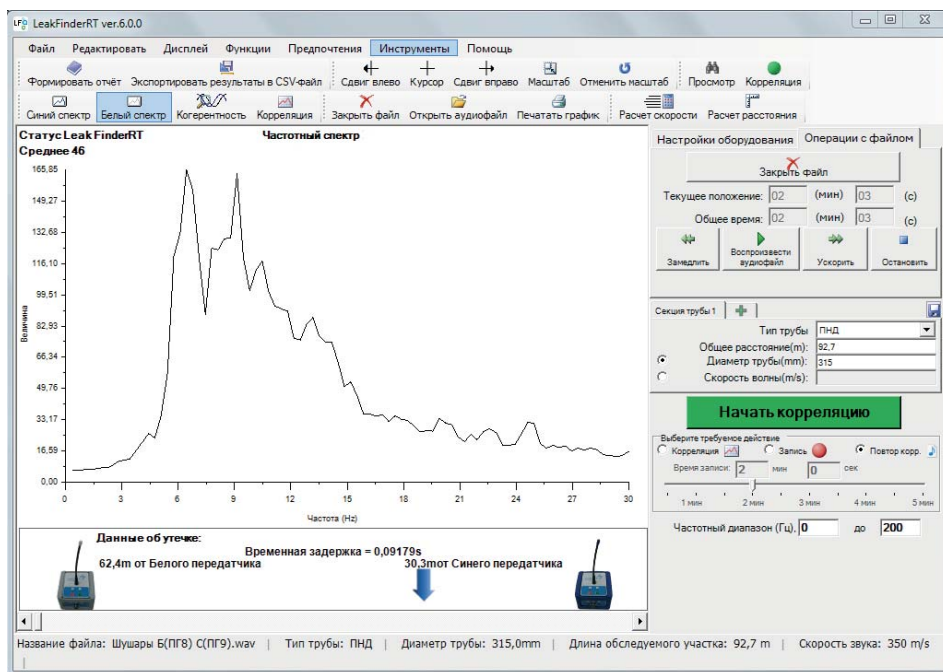 LeakFinderRT ver.6.0.0
Файл Редактировать Дисплей Функции Предпочтения Инструменты Помощь
Формировать отчёт Экспортировать результаты в CSV-файл Сдвиг влево Курсор Сдвиг вправо Масштаб Отменить масштаб Просмотр Корреляция
Синий спектр Белый спектр Когерентность Корреляция Закрыть файл Открыть аудиофайл Печатать график Расчет скорости Расчет расстояния
Статус Leak FinderRT Частотный спектр
Среднее 46
165,85
149,27
132,68
116,10
99,51
82,93
66,34
49,76
33,17
16,59
0,00
Величина
0 3 6 9 12 15 18 21 24 27 30
Частота (Hz)
Настройки оборудования Операции с файлом
Закрыть файл
Текущее положение: 02 (мин) 03 (с)
Общее время: 02 (мин) 03 (с)
Замедлить Воспроизвести аудиофайл Ускорить Остановить
Секция трубы 1
Тип трубы ПНД
Общее расстояние(m): 92,7
Диаметр трубы(mm): 315
Скорость волны(m/s):
Начать корреляцию
Выберите требуемое действие
Корреляция Запись Повтор корр.
Время записи: 2 мин 0 сек
1 мин 2 мин 3 мин 4 мин 5 мин
Частотный диапазон (Гц), 0 до 200
Данные об утечке:
Временная задержка = 0,09179s
62,4m от Белого передатчика 30,3mот Синего передатчика
Название файла: Шушары Б(ПГ8) С(ПГ9).wav | Тип трубы: ПНД | Диаметр трубы: 315,0mm | Длина обследуемого участка: 92,7 m | Скорость звука: 350 m/s